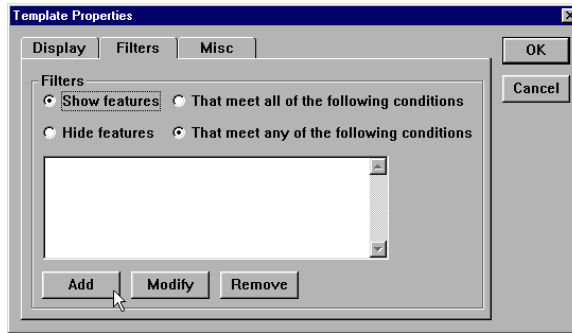 Template Properties
Display Filters Misc
OK
Cancel
Filters
Show features That meet all of the following conditions
Hide features That meet any of the following conditions
Add Modify Remove